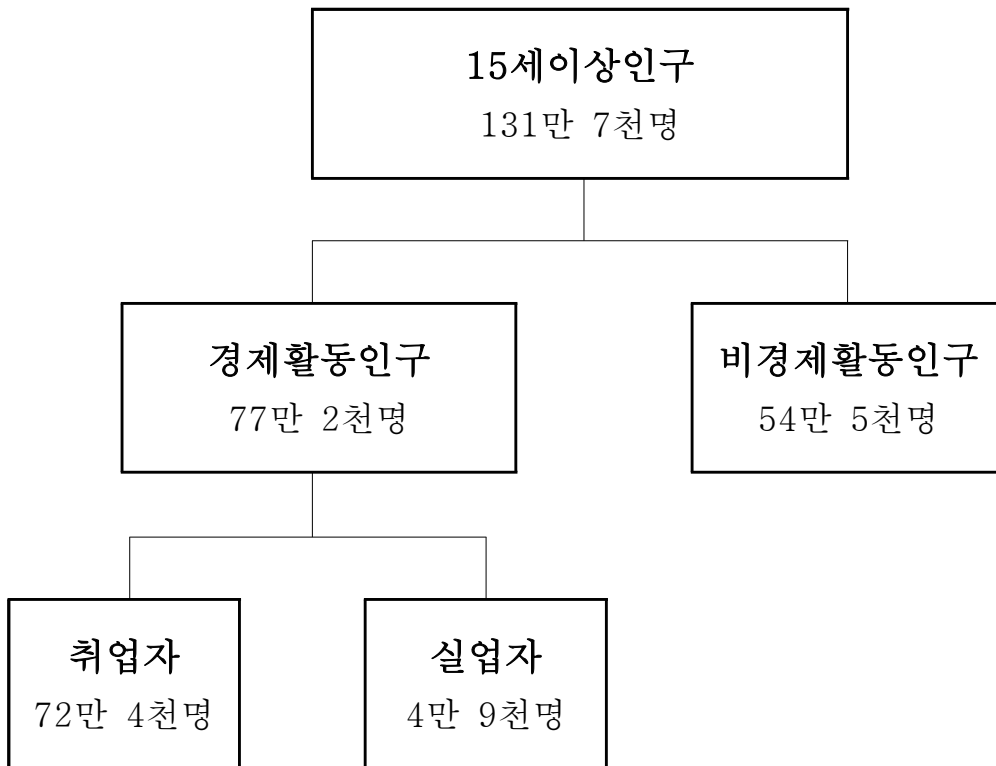 15세이상인구
131만 7천명
경제활동인구
77만 2천명
비경제활동인구
54만 5천명
취업자
72만 4천명
실업자
4만 9천명